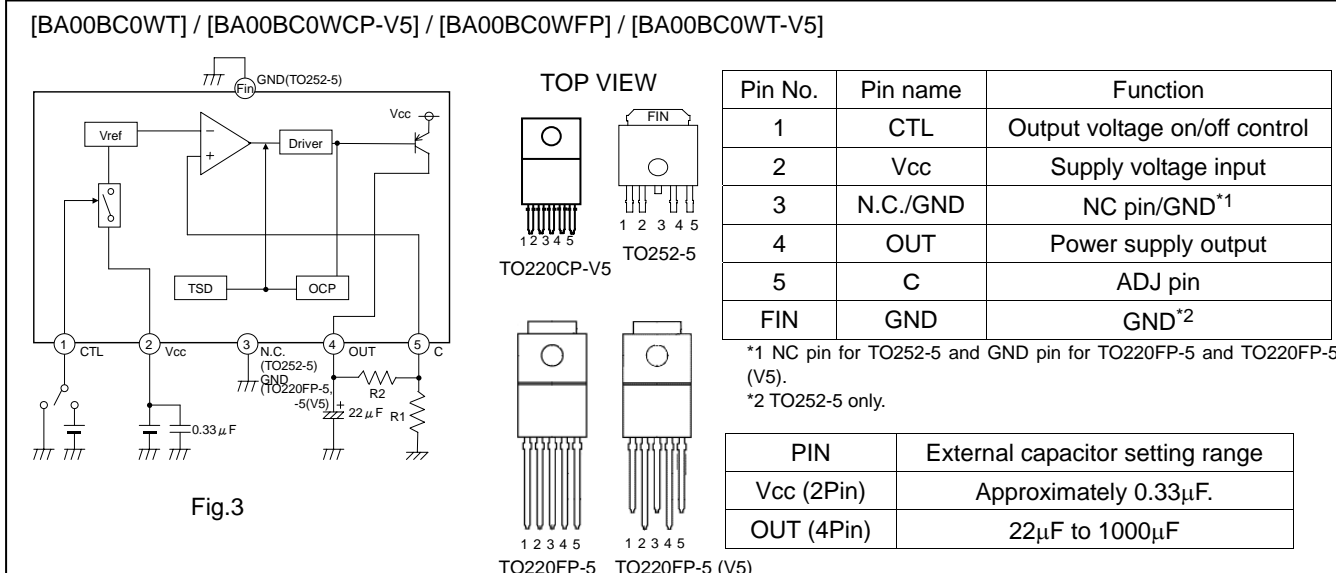 [BA00BC0WT] / [BA00BC0WCP-V5] / [BA00BC0WFP] / [BA00BC0WT-V5]
GND(TO252-5)
Fin
Vcc
Vref
−
+
Driver
TSD
OCP
1
CTL
2
Vcc
3
N.C.
(TO252-5)
GND
(TO220FP-5,
-5(V5)
4
OUT
5
C
R2
+
22μF
R1
0.33μF
Fig.3
TOP VIEW
FIN
1 2 3 4 5
TO220CP-V5
1 2 3 4 5
TO252-5
1 2 3 4 5
TO220FP-5
1 2 3 4 5
TO220FP-5 (V5)
Pin No. Pin name Function
1 CTL Output voltage on/off control
2 Vcc Supply voltage input
3 N.C./GND NC pin/GND*1
4 OUT Power supply output
5 C ADJ pin
FIN GND GND*2
*1 NC pin for TO252-5 and GND pin for TO220FP-5 and TO220FP-5
(V5).
*2 TO252-5 only.
PIN External capacitor setting range
Vcc (2Pin) Approximately 0.33μF.
OUT (4Pin) 22μF to 1000μF